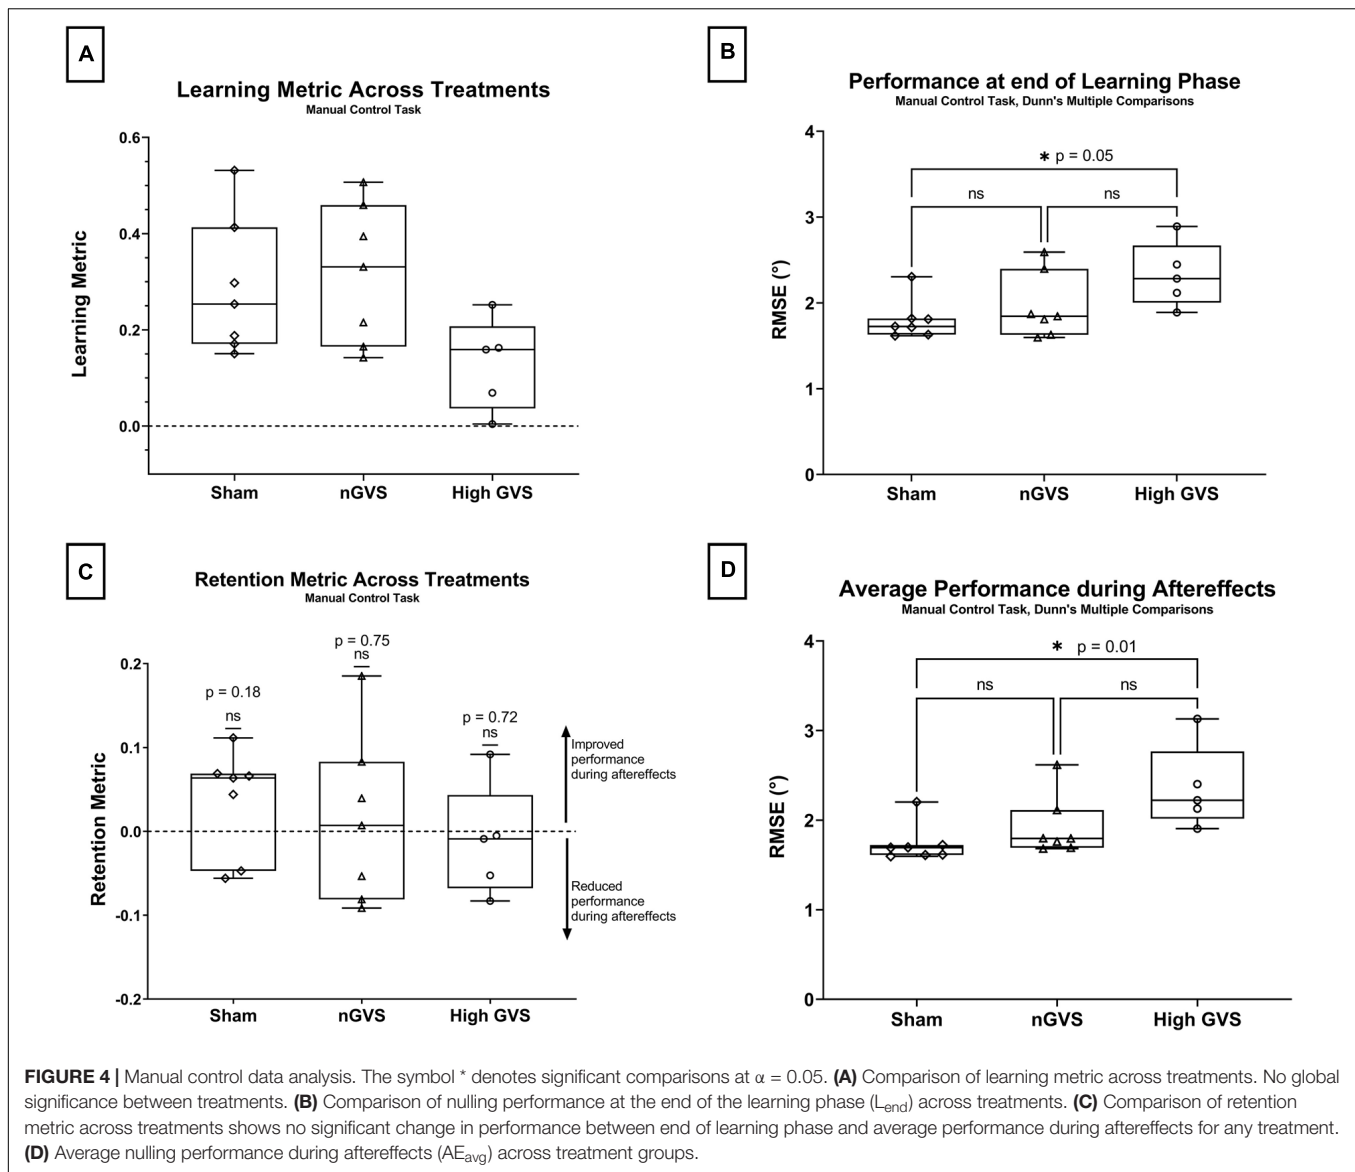 A
Learning Metric Across Treatments
Manual Control Task
Learning Metric
0.6
0.4
0.2
0.0
Sham nGVS High GVS
B
Performance at end of Learning Phase
Manual Control Task, Dunn's Multiple Comparisons
RMSE (°)
4
3
2
1
0
* p = 0.05
ns ns
Sham nGVS High GVS
C
Retention Metric Across Treatments
Manual Control Task
Retention Metric
0.2
0.1
0.0
-0.1
-0.2
p = 0.18
ns
p = 0.75
ns
p = 0.72
ns
Improved
performance
during aftereffects
Reduced
performance
during aftereffects
Sham nGVS High GVS
D
Average Performance during Aftereffects
Manual Control Task, Dunn's Multiple Comparisons
RMSE (°)
4
3
2
1
0
* p = 0.01
ns ns
Sham nGVS High GVS
FIGURE 4 | Manual control data analysis. The symbol * denotes significant comparisons at α = 0.05. (A) Comparison of learning metric across treatments. No global
significance between treatments. (B) Comparison of nulling performance at the end of the learning phase (Lend) across treatments. (C) Comparison of retention
metric across treatments shows no significant change in performance between end of learning phase and average performance during aftereffects for any treatment.
(D) Average nulling performance during aftereffects (AEavg) across treatment groups.